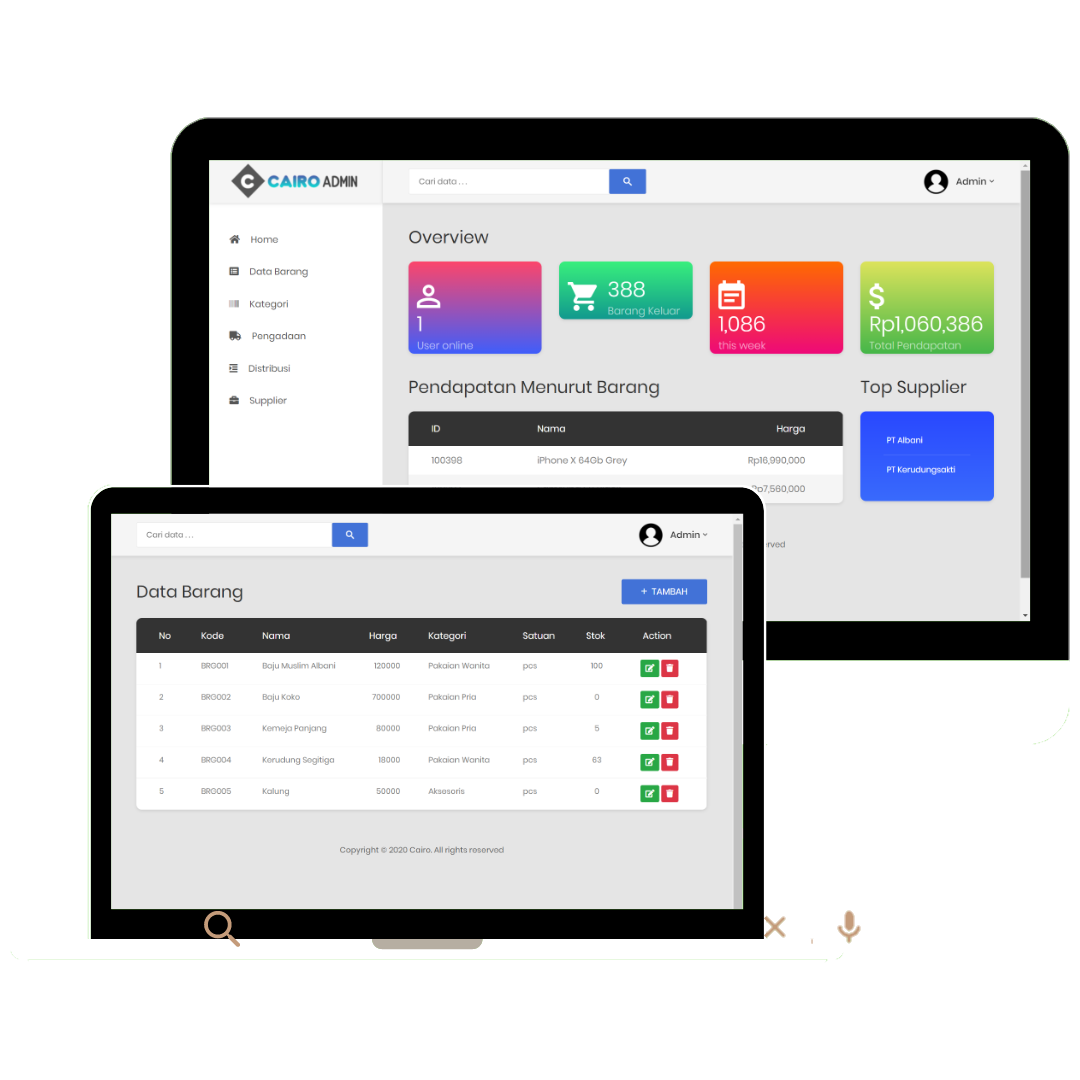 CAIRO ADMIN
Cari data ...
Admin
Home
Data Barang
Kategori
Pengadaan
Distribusi
Supplier
Overview
1
User online
388
Barang Keluar
1,086
this week
Rp1,060,386
Total Pendapatan
Pendapatan Menurut Barang
ID Nama Harga
100398 iPhone X 64Gb Grey Rp16,990,000
Rp7,560,000
Top Supplier
PT Albani
PT Kerudungsakti
Cari data ...
Admin
Data Barang
+ TAMBAH
No Kode Nama Harga Kategori Satuan Stok Action
1 BRG001 Baju Muslim Albani 120000 Pakaian Wanita pcs 100
2 BRG002 Baju Koko 700000 Pakaian Pria pcs 0
3 BRG003 Kemeja Panjang 80000 Pakaian Pria pcs 5
4 BRG004 Kerudung Segitiga 18000 Pakaian Wanita pcs 63
5 BRG005 Kalung 50000 Aksesoris pcs 0
Copyright © 2020 Cairo. All rights reserved